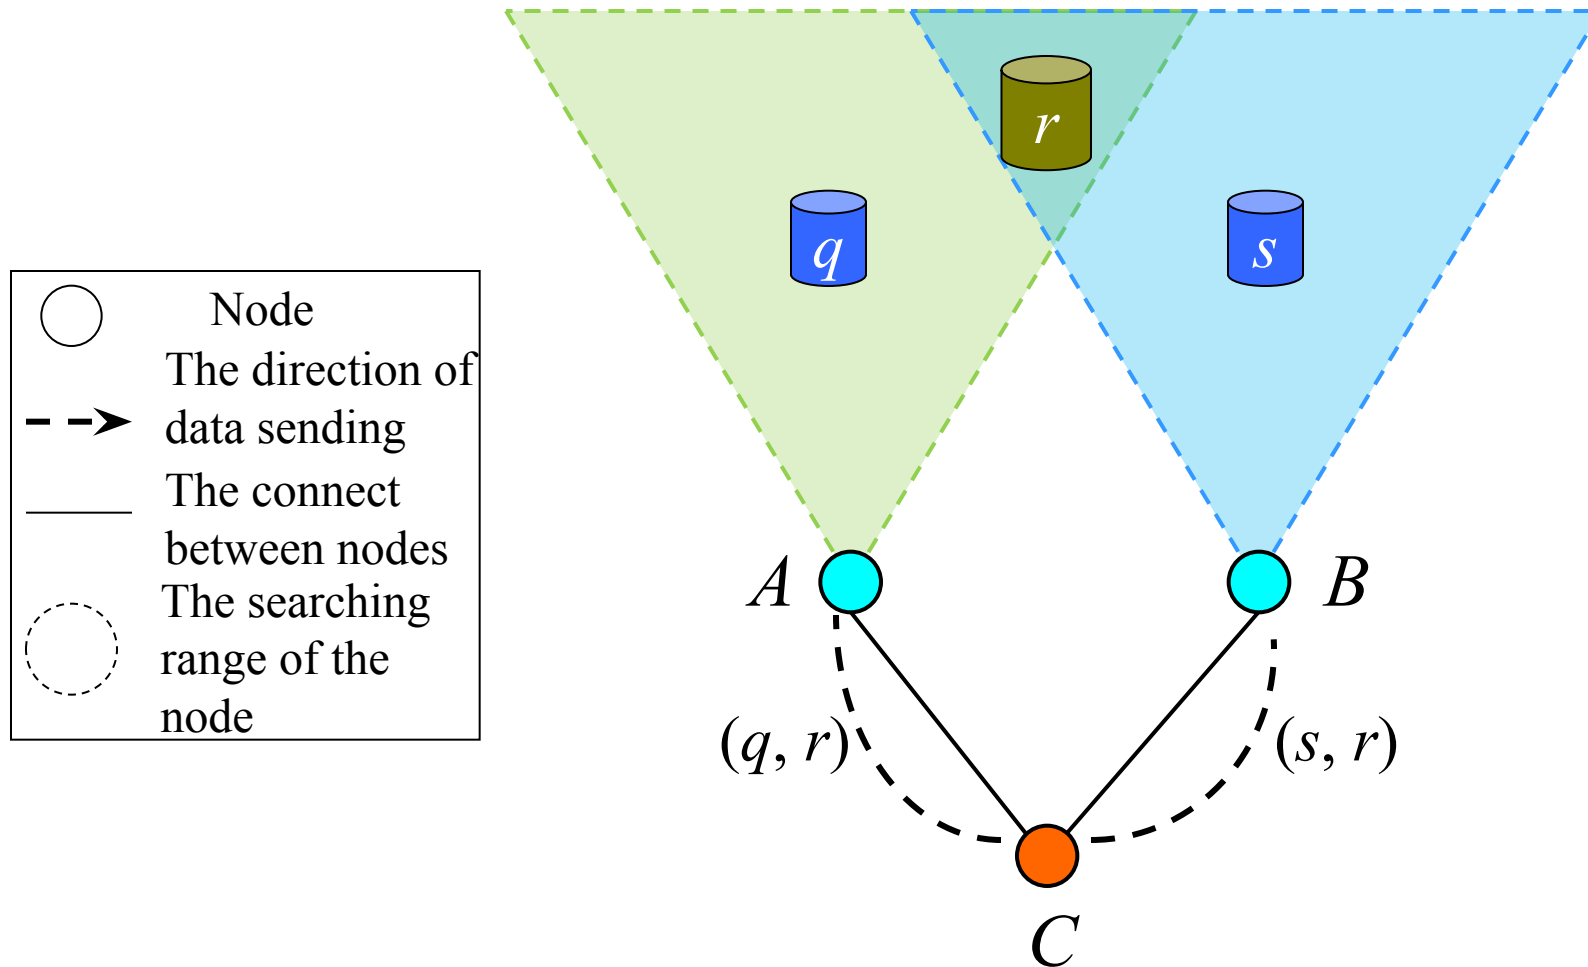 r
q
s
Node
The direction of
data sending
The connect
between nodes
The searching
range of the
node
A
B
(q, r)
(s, r)
C